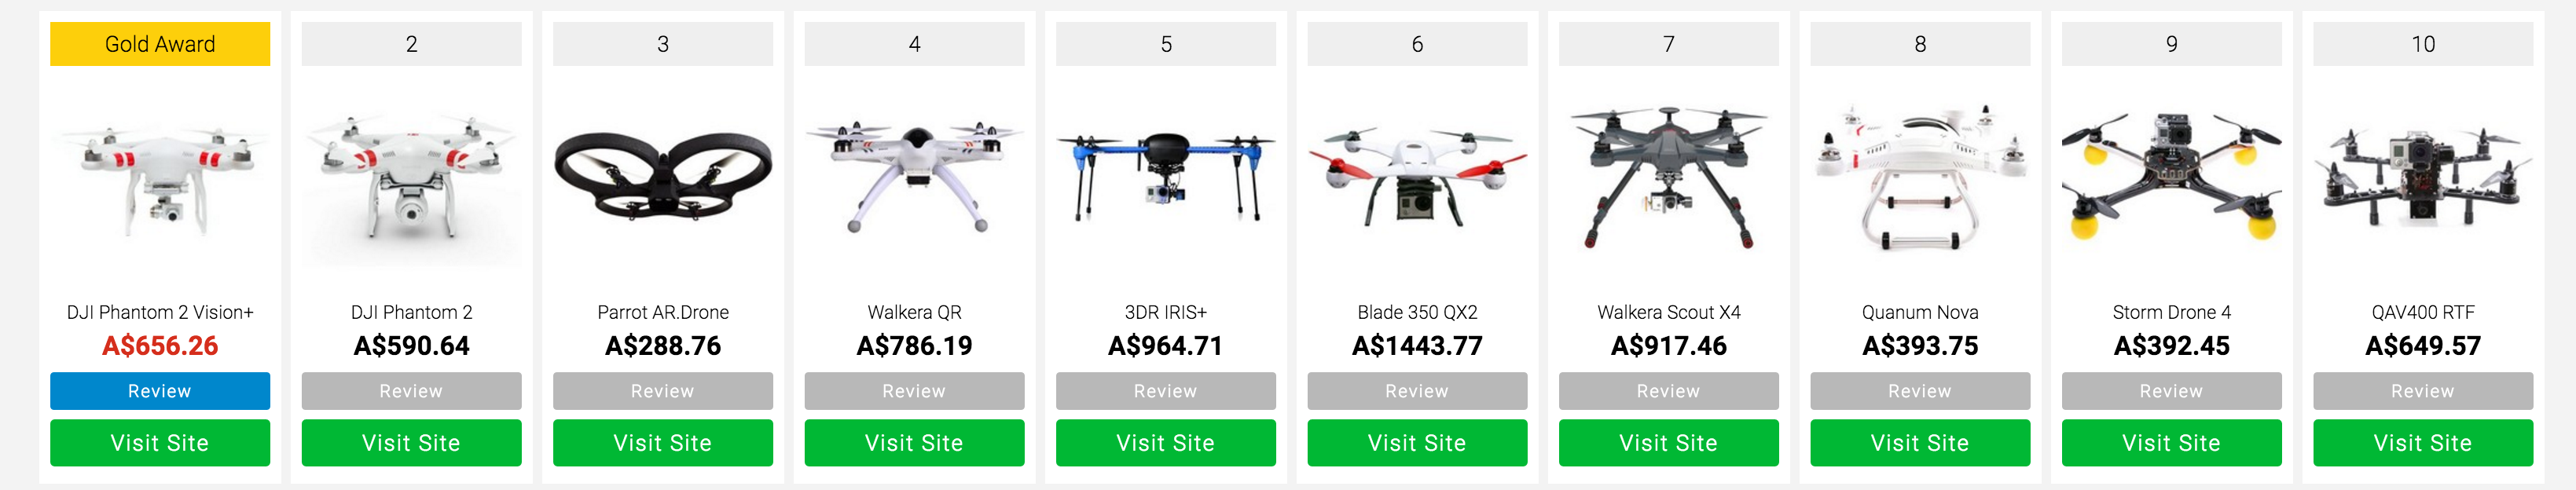 Gold Award
DJI Phantom 2 Vision+
A$656.26
Review
Visit Site
2
DJI Phantom 2
A$590.64
Review
Visit Site
3
Parrot AR.Drone
A$288.76
Review
Visit Site
4
Walkera QR
A$786.19
Review
Visit Site
5
3DR IRIS+
A$964.71
Review
Visit Site
6
Blade 350 QX2
A$1443.77
Review
Visit Site
7
Walkera Scout X4
A$917.46
Review
Visit Site
8
Quanum Nova
A$393.75
Review
Visit Site
9
Storm Drone 4
A$392.45
Review
Visit Site
10
QAV400 RTF
A$649.57
Review
Visit Site